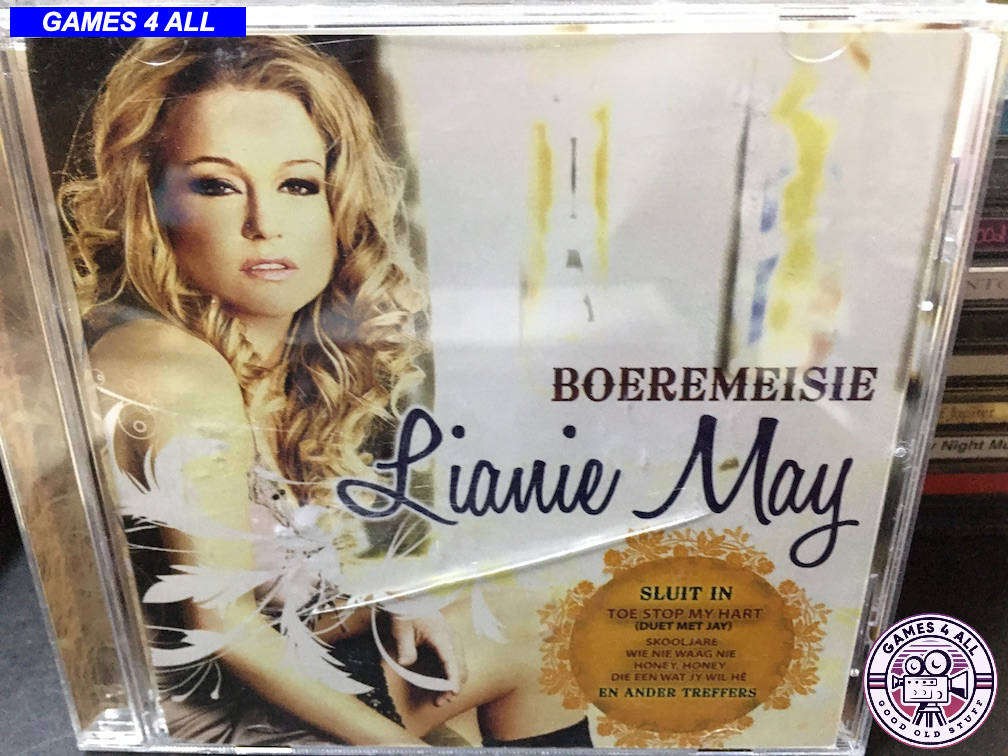 GAMES 4 ALL
BOEREMEISIE
Lianie May
SLUIT IN
TOE STOP MY HART
(DUET MET JAY)
SKOOLJARE
WIE NIE WAAG NIE
HONEY, HONEY
DIE EEN WAT JY WIL HÊ
EN ANDER TREFFERS
Night
GAMES 4 ALL
GOOD OLD STUFF